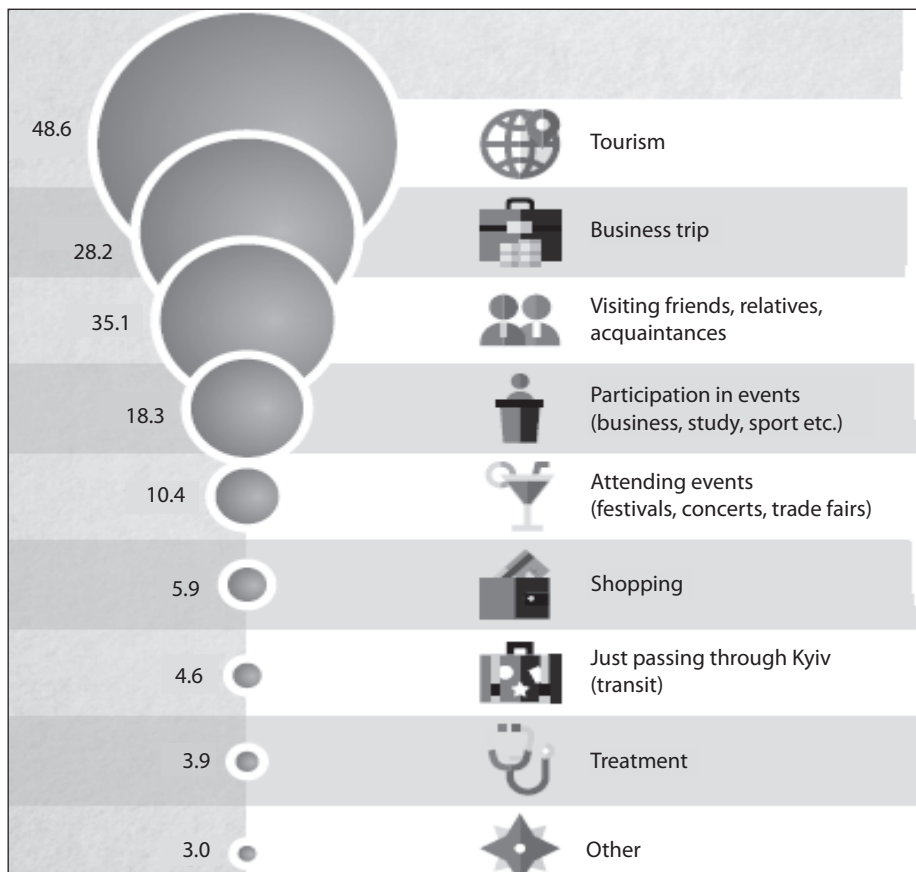 48.6
Tourism
28.2
Business trip
35.1
Visiting friends, relatives,
acquaintances
18.3
Participation in events
(business, study, sport etc.)
10.4
Attending events
(festivals, concerts, trade fairs)
5.9
Shopping
4.6
Just passing through Kyiv
(transit)
3.9
Treatment
3.0
Other